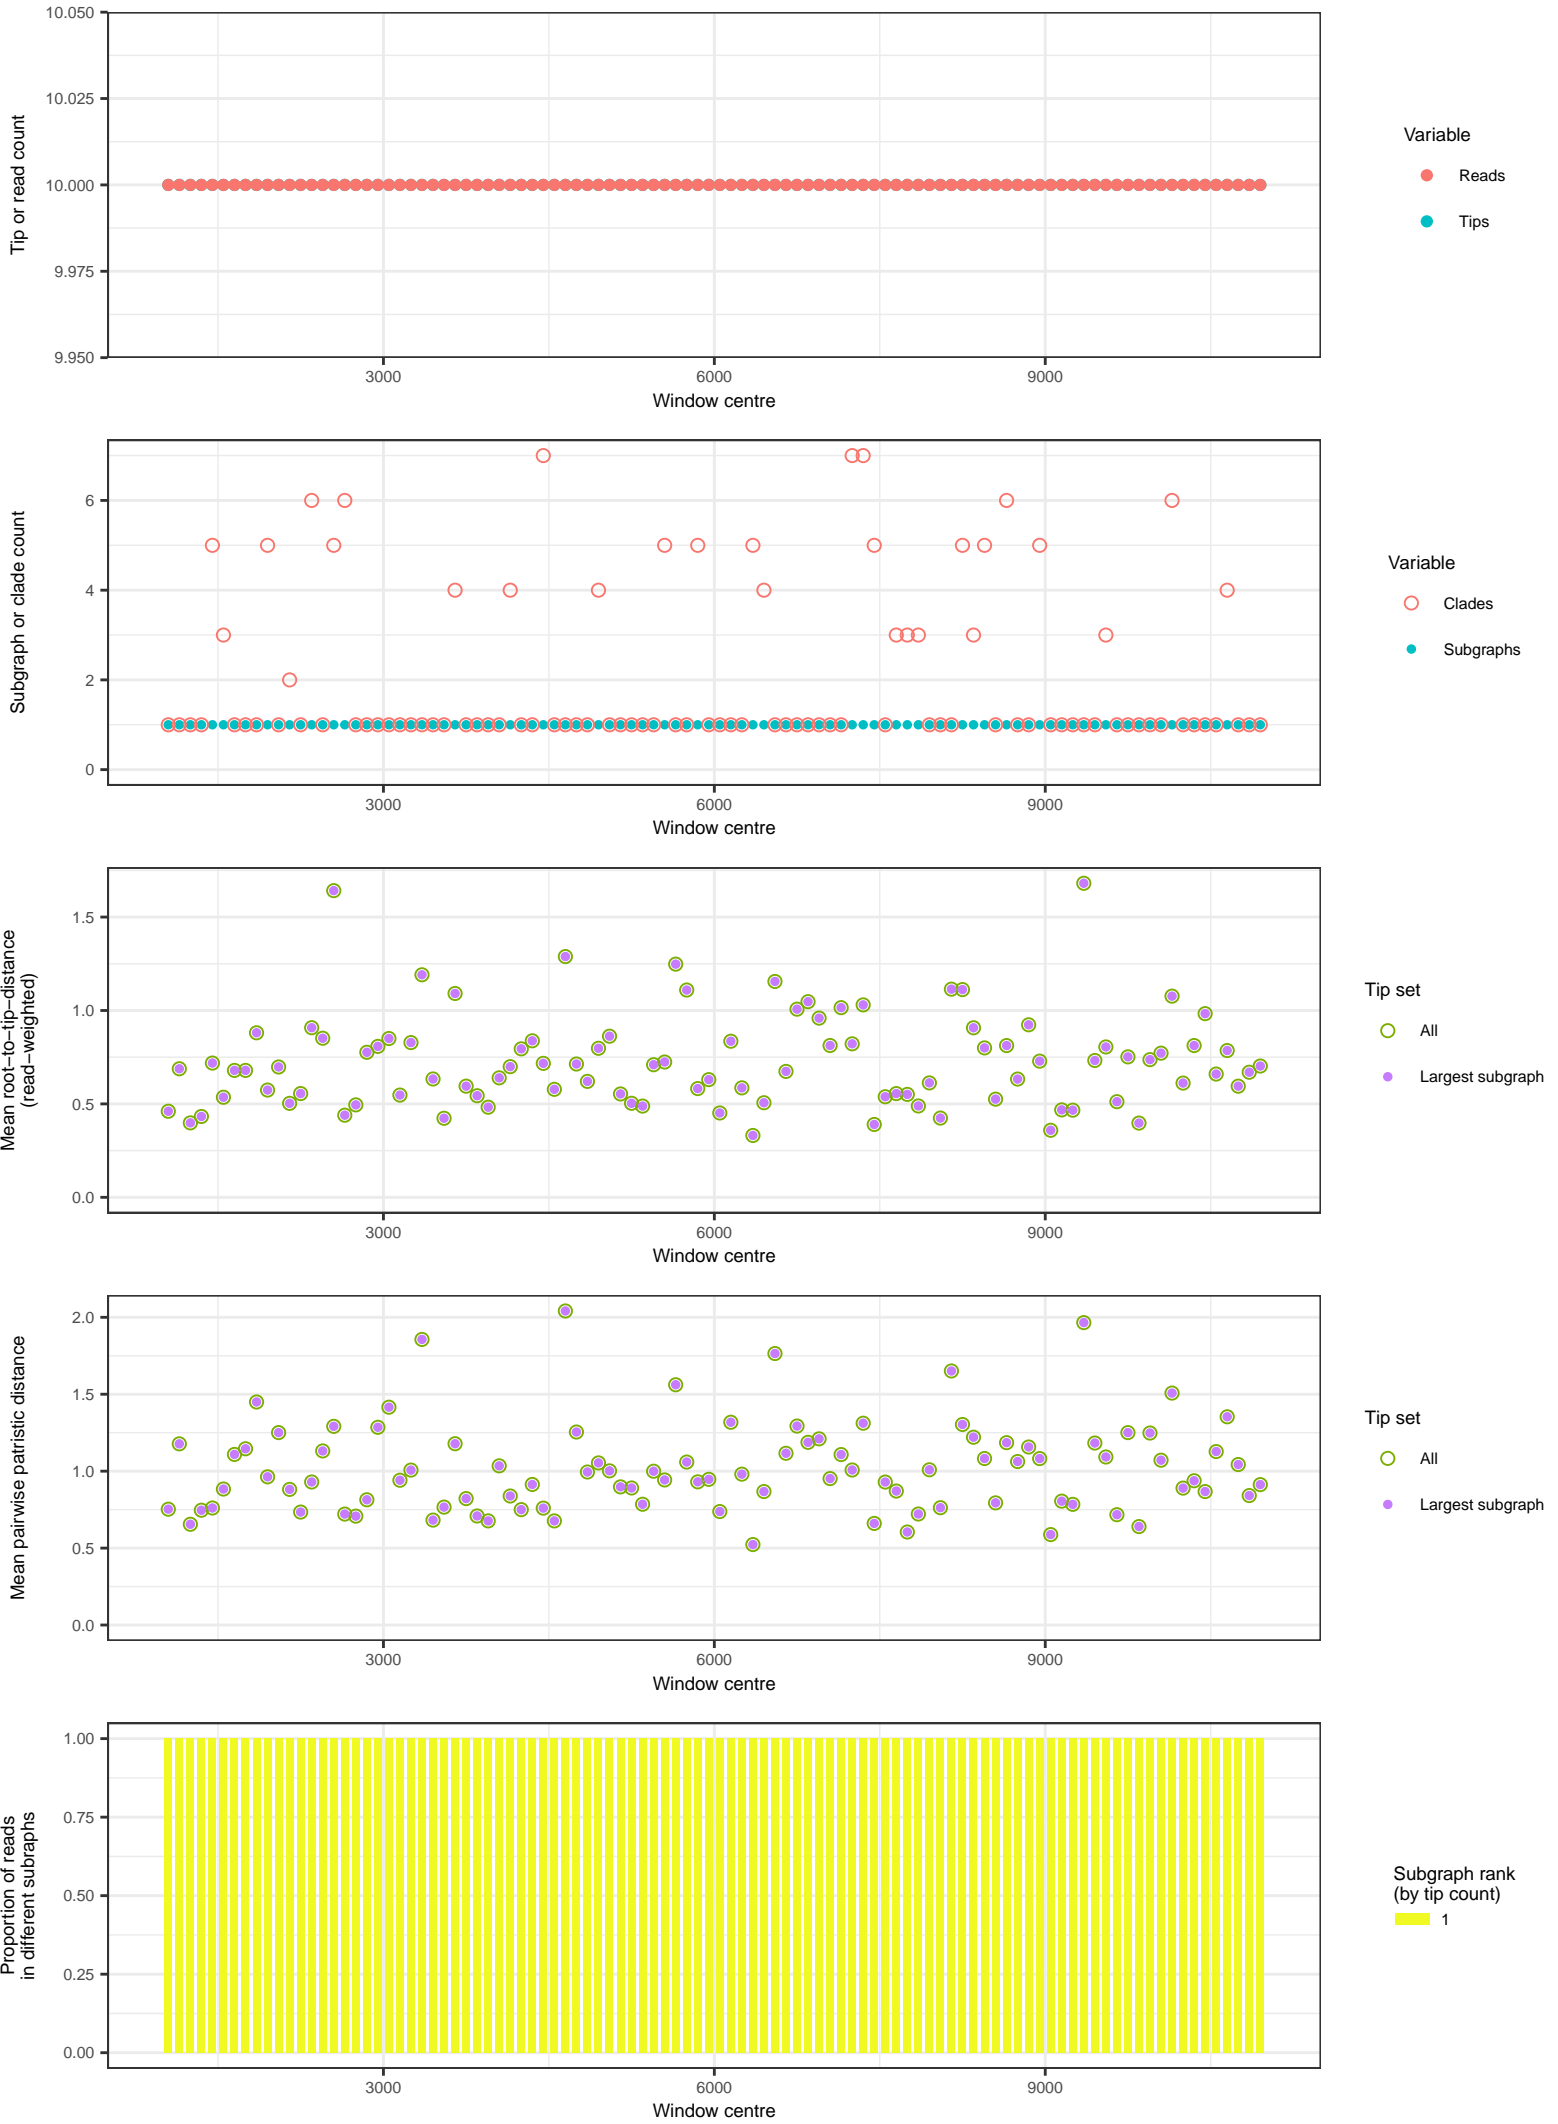 10.050
10.025
10.000
9.975
9.950
Tip or read count
3000 6000 9000
Window centre
Variable
Reads
Tips
6
4
2
0
Subgraph or clade count
3000 6000 9000
Window centre
Variable
Clades
Subgraphs
1.5
1.0
0.5
0.0
Mean root−to−tip−distance
(read−weighted)
3000 6000 9000
Window centre
Tip set
All
Largest subgraph
2.0
1.5
1.0
0.5
0.0
Mean pairwise patristic distance
3000 6000 9000
Window centre
Tip set
All
Largest subgraph
1.00
0.75
0.50
0.25
0.00
Proportion of reads
in different subraphs
3000 6000 9000
Window centre
Subgraph rank
(by tip count)
1